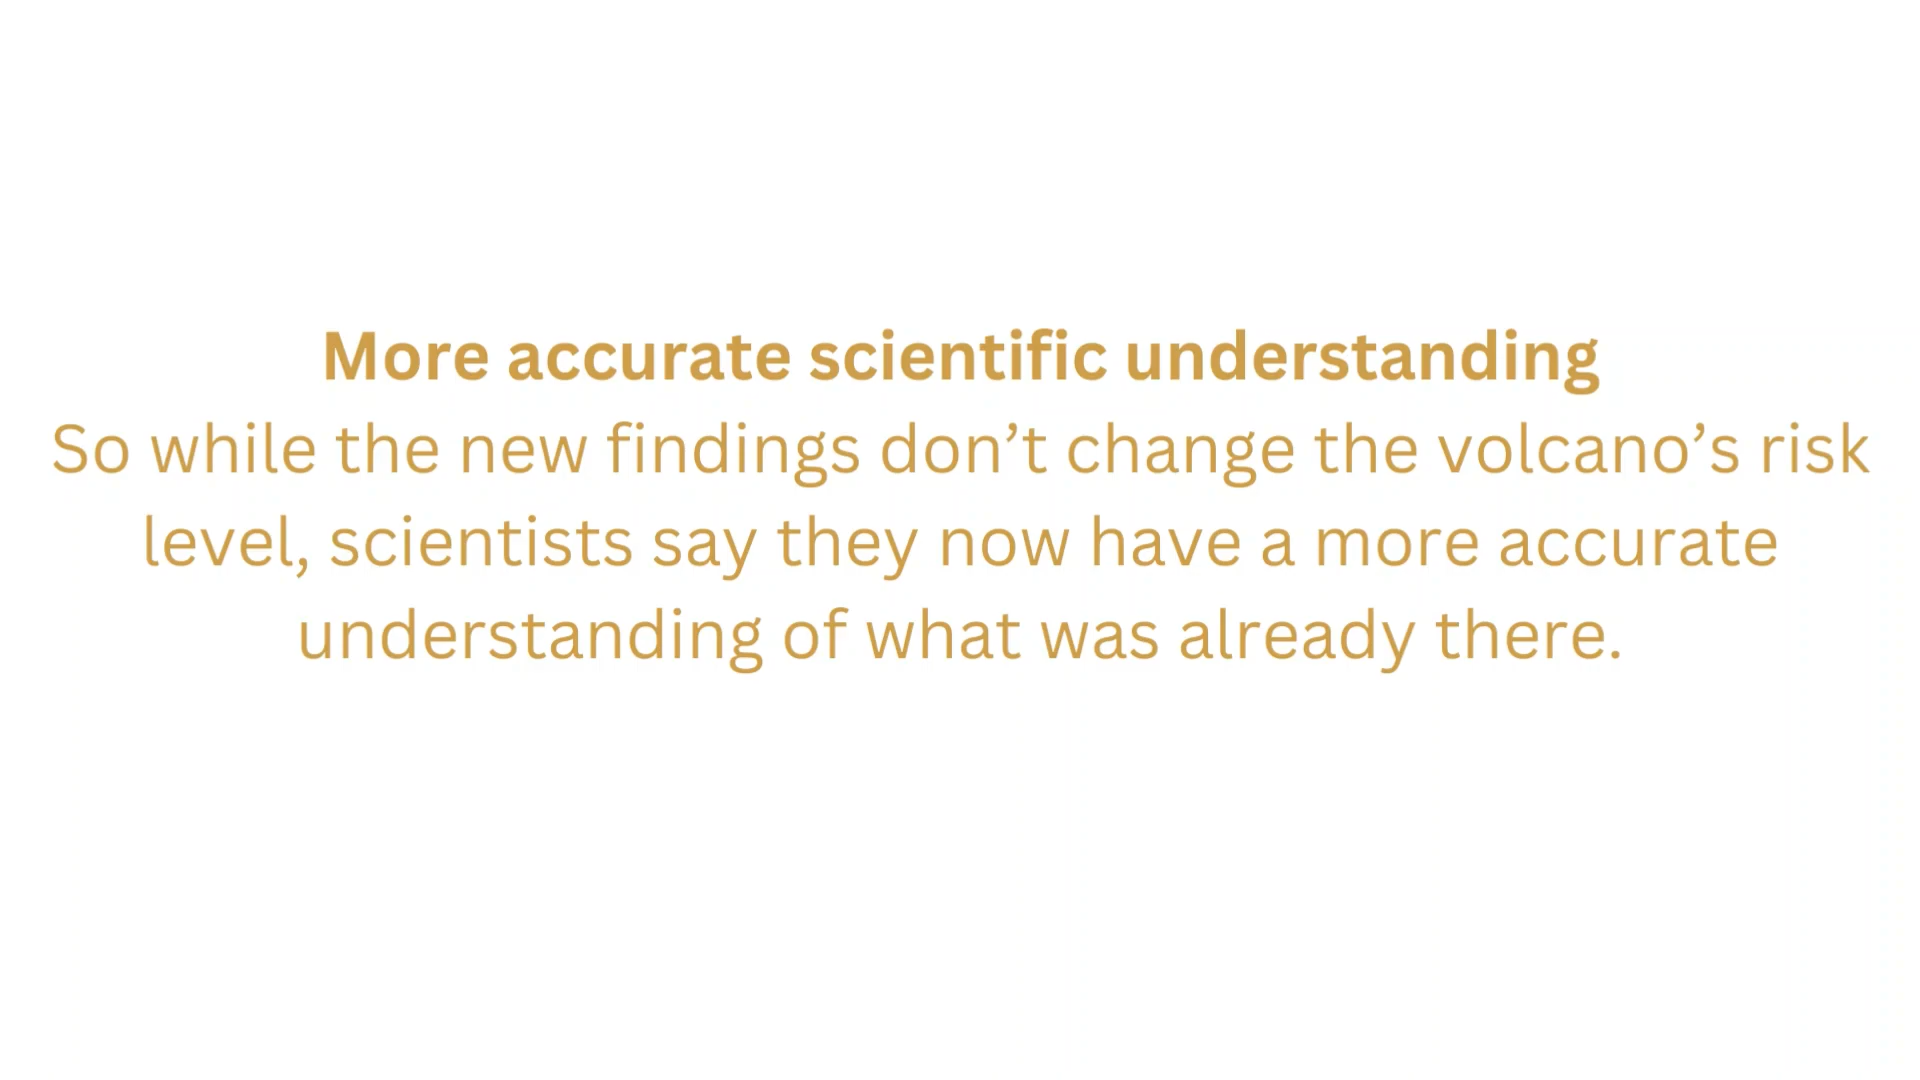 More accurate scientific understanding
So while the new findings don’t change the volcano’s risk
level, scientists say they now have a more accurate
understanding of what was already there.